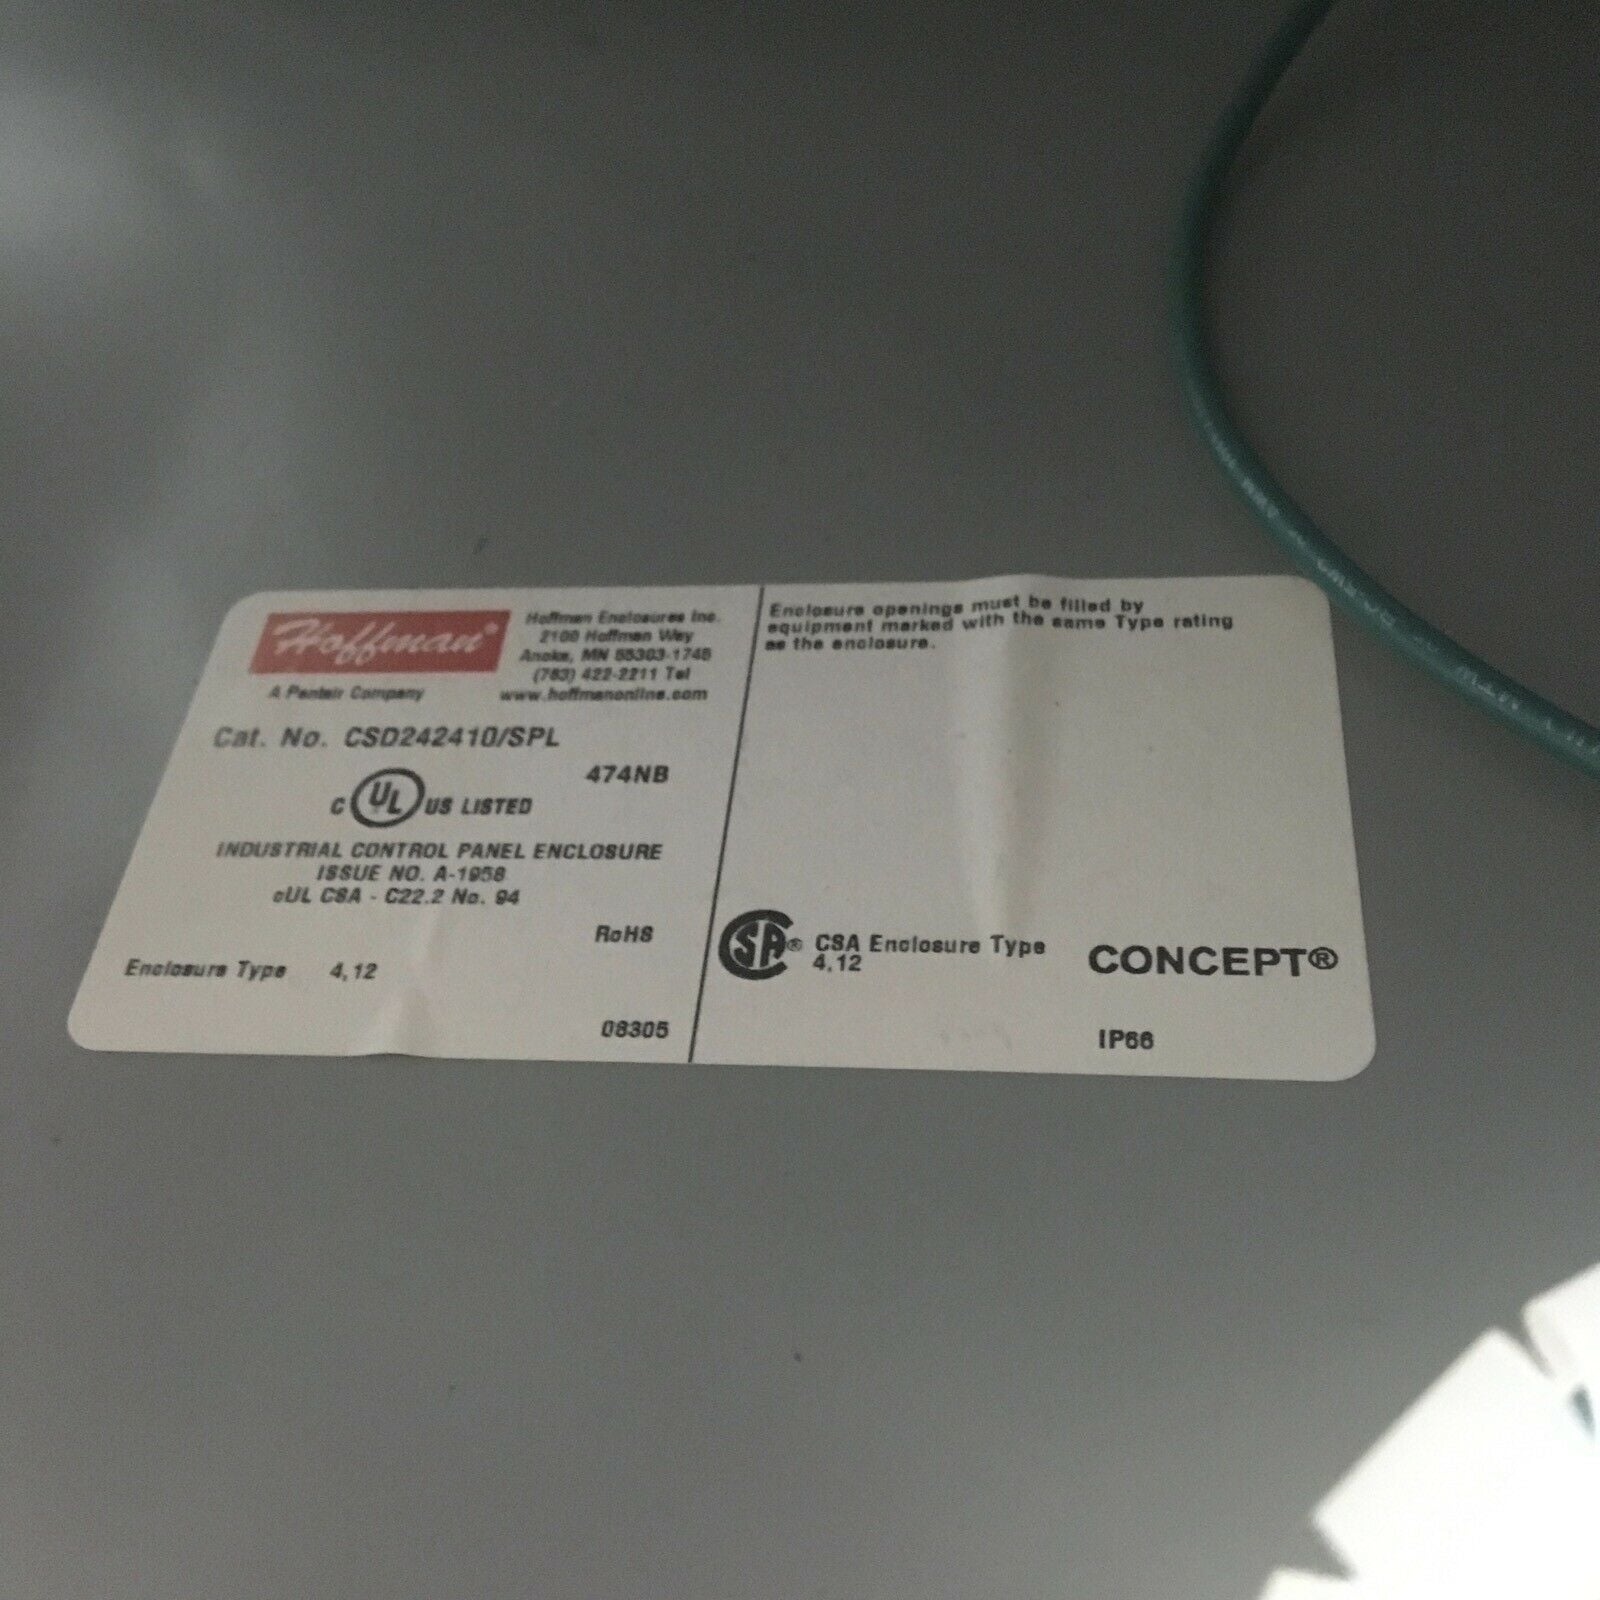 Hoffman®
A Pentair Company
Hoffman Enclosures Inc.
2100 Hoffman Way
Anoka, MN 55303-1745
(763) 422-2211 Tel
www.hoffmanonline.com
Cat. No. CSD242410/SPL
474NB
C UL US LISTED
INDUSTRIAL CONTROL PANEL ENCLOSURE
ISSUE NO. A-1958
cUL CSA - C22.2 No. 94
RoHS
Enclosure Type 4,12
08305
Enclosure openings must be filled by
equipment marked with the same Type rating
as the enclosure.
CSA® CSA Enclosure Type
4,12
CONCEPT®
IP66